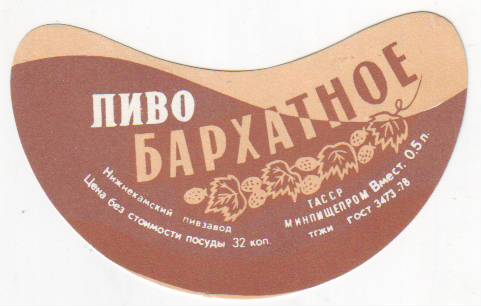 ПИВО
БАРХАТНОЕ
Нижнекамский пивзавод
Цена без стоимости посуды 32 коп.
ТАССР
МИНПИЩЕПРОМ Вмест. 0,5 л.
тгжи ГОСТ 3473-78